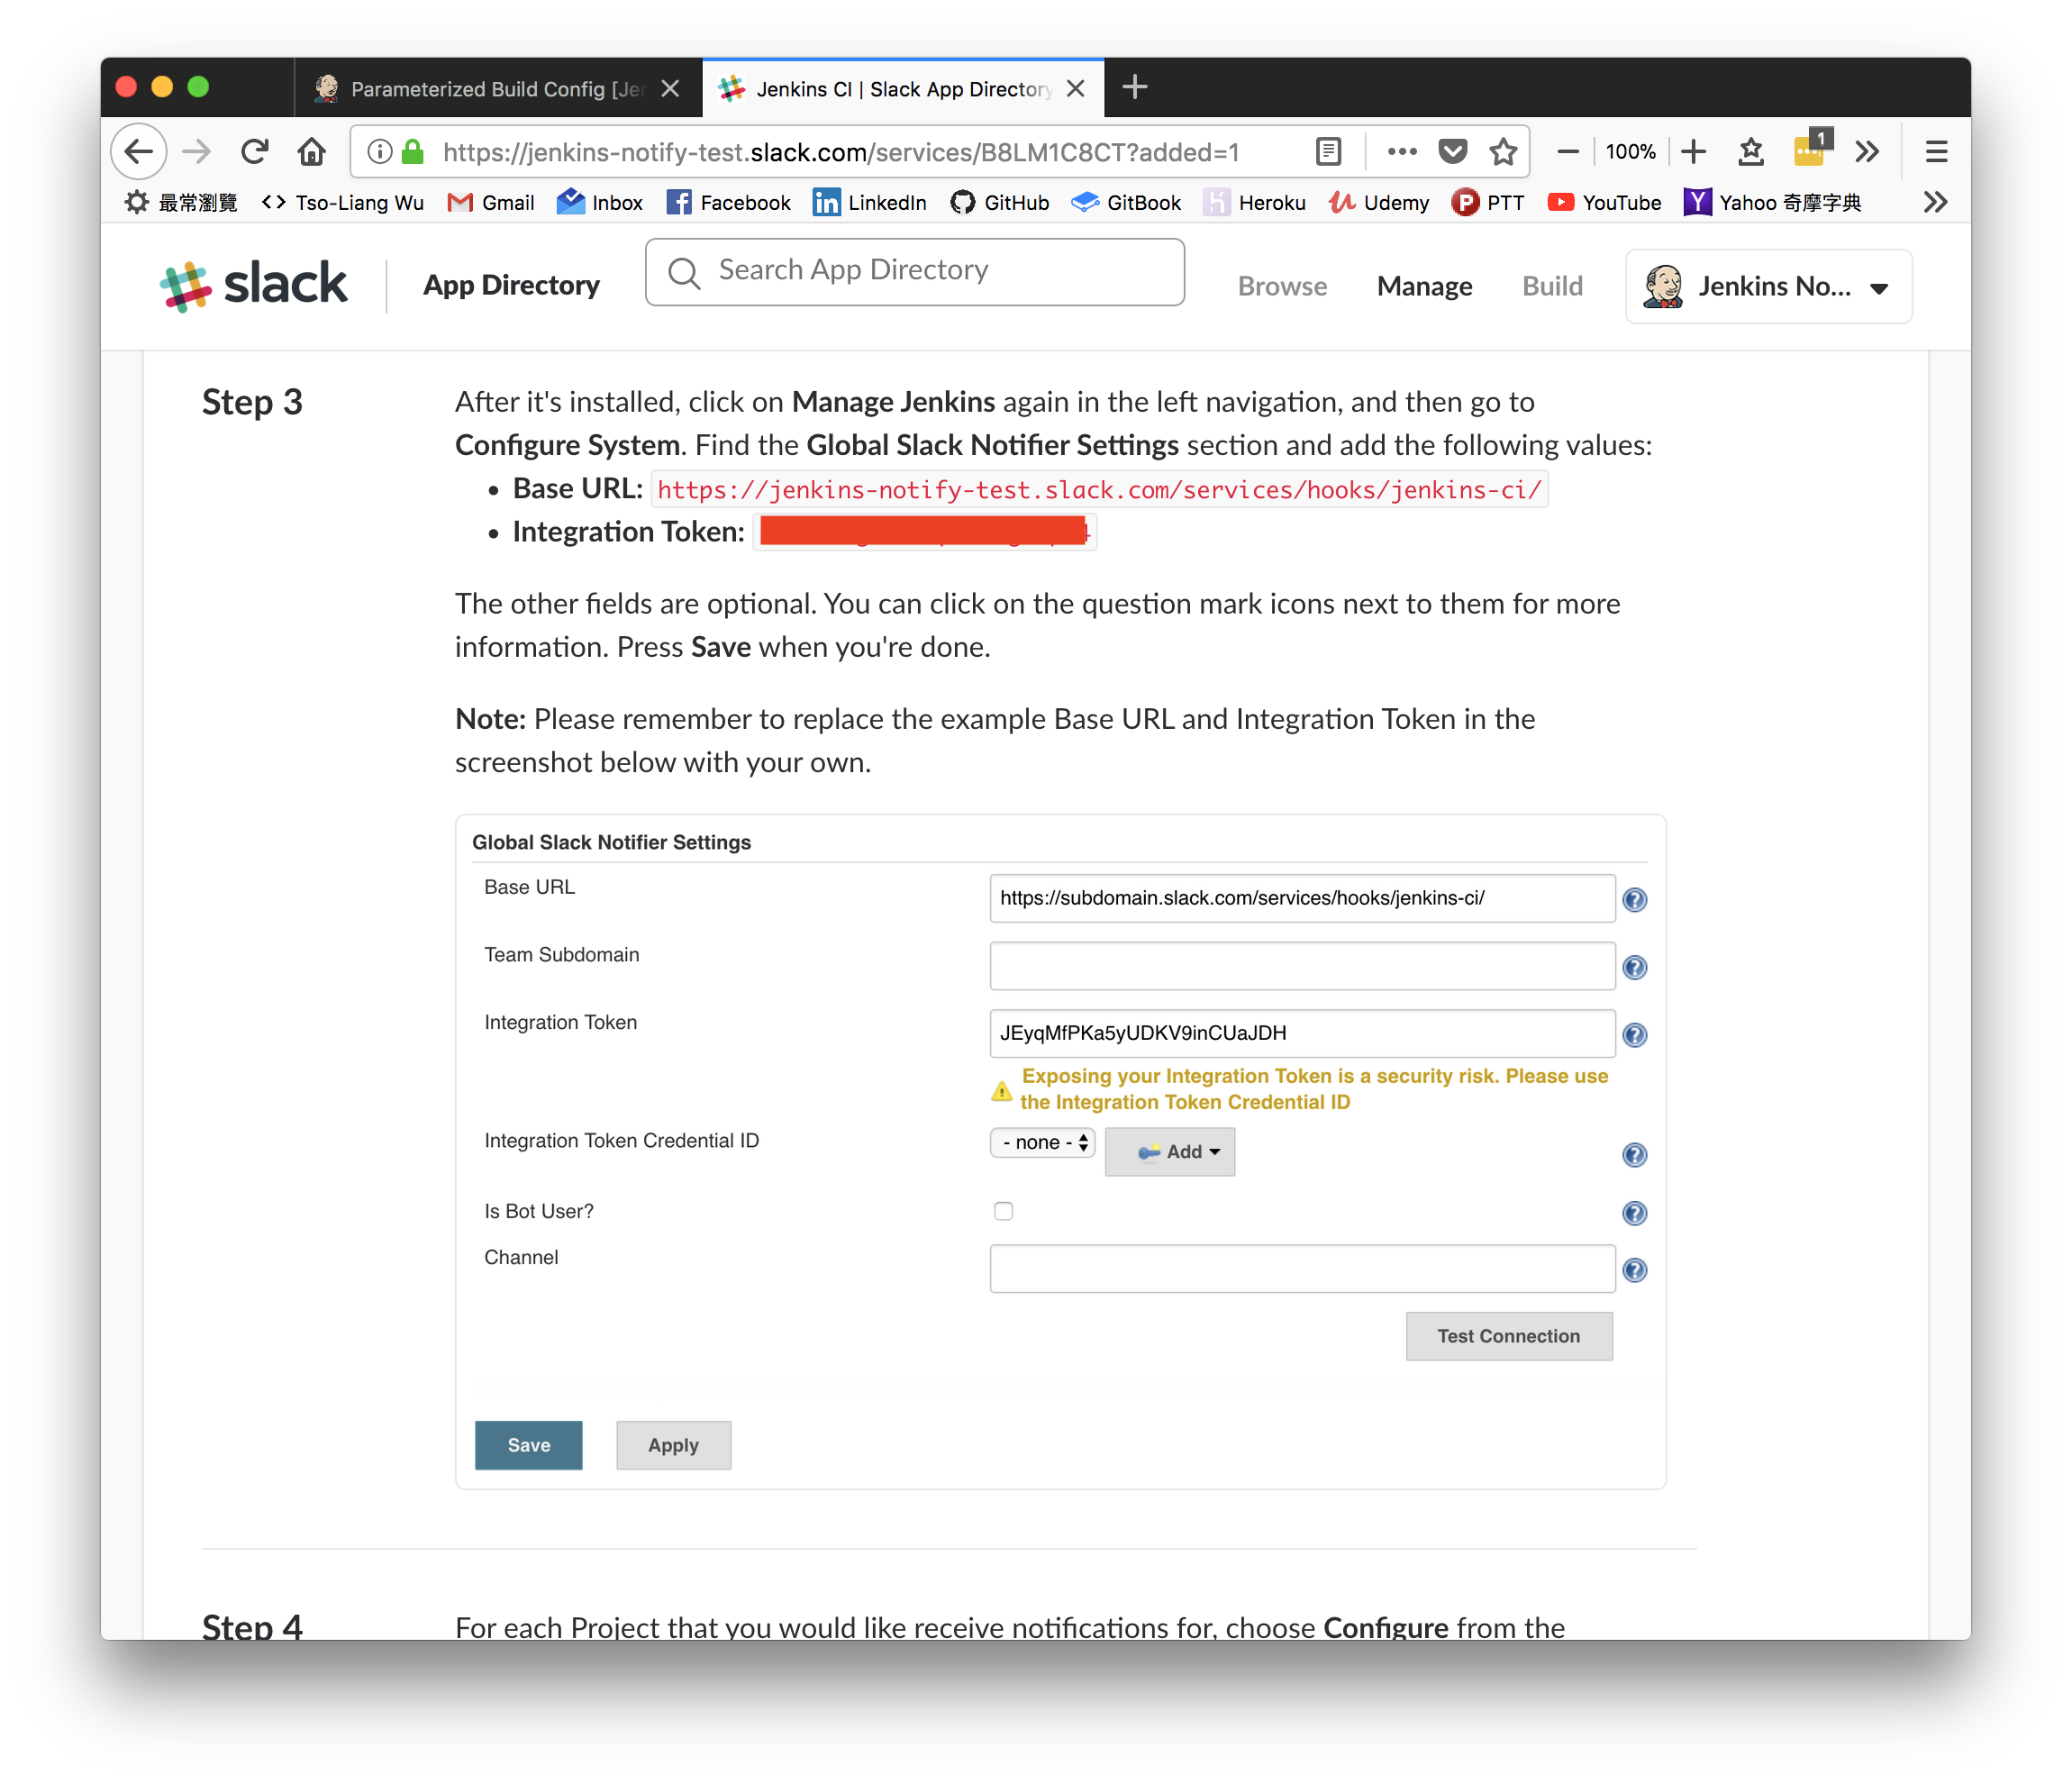 Parameterized Build Config [Jer
Jenkins CI | Slack App Directory
https://jenkins-notify-test.slack.com/services/B8LM1C8CT?added=1
100%
1
最常瀏覽 Tso-Liang Wu Gmail Inbox Facebook LinkedIn GitHub GitBook Heroku Udemy PTT YouTube Yahoo 奇摩字典
slack App Directory Search App Directory Browse Manage Build Jenkins No...
Step 3
After it's installed, click on Manage Jenkins again in the left navigation, and then go to
Configure System. Find the Global Slack Notifier Settings section and add the following values:
• Base URL: https://jenkins-notify-test.slack.com/services/hooks/jenkins-ci/
• Integration Token:
The other fields are optional. You can click on the question mark icons next to them for more
information. Press Save when you're done.
Note: Please remember to replace the example Base URL and Integration Token in the
screenshot below with your own.
Global Slack Notifier Settings
Base URL https://subdomain.slack.com/services/hooks/jenkins-ci/
Team Subdomain
Integration Token JEyqMfPKa5yUDKV9inCUaJDH
Exposing your Integration Token is a security risk. Please use
the Integration Token Credential ID
Integration Token Credential ID - none - Add
Is Bot User?
Channel
Test Connection
Save Apply
Step 4
For each Project that you would like receive notifications for, choose Configure from the